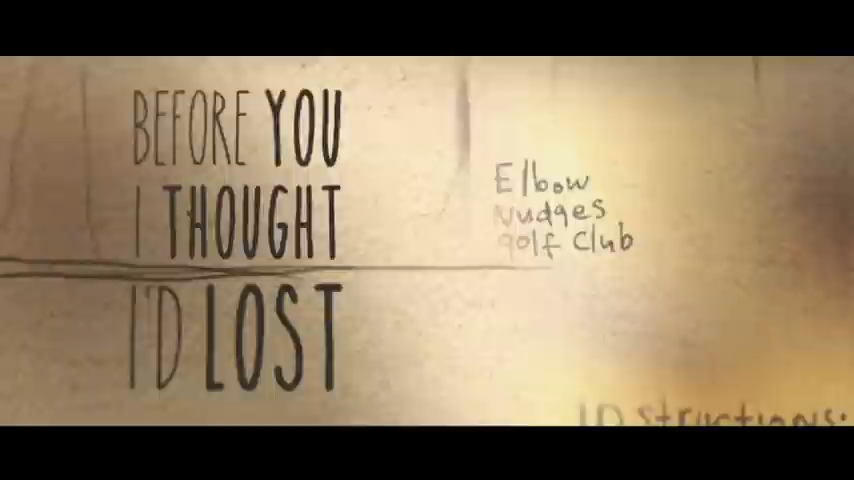 BEFORE YOU
I THOUGHT
I'D LOST
Elbow
Nudges
golf Club